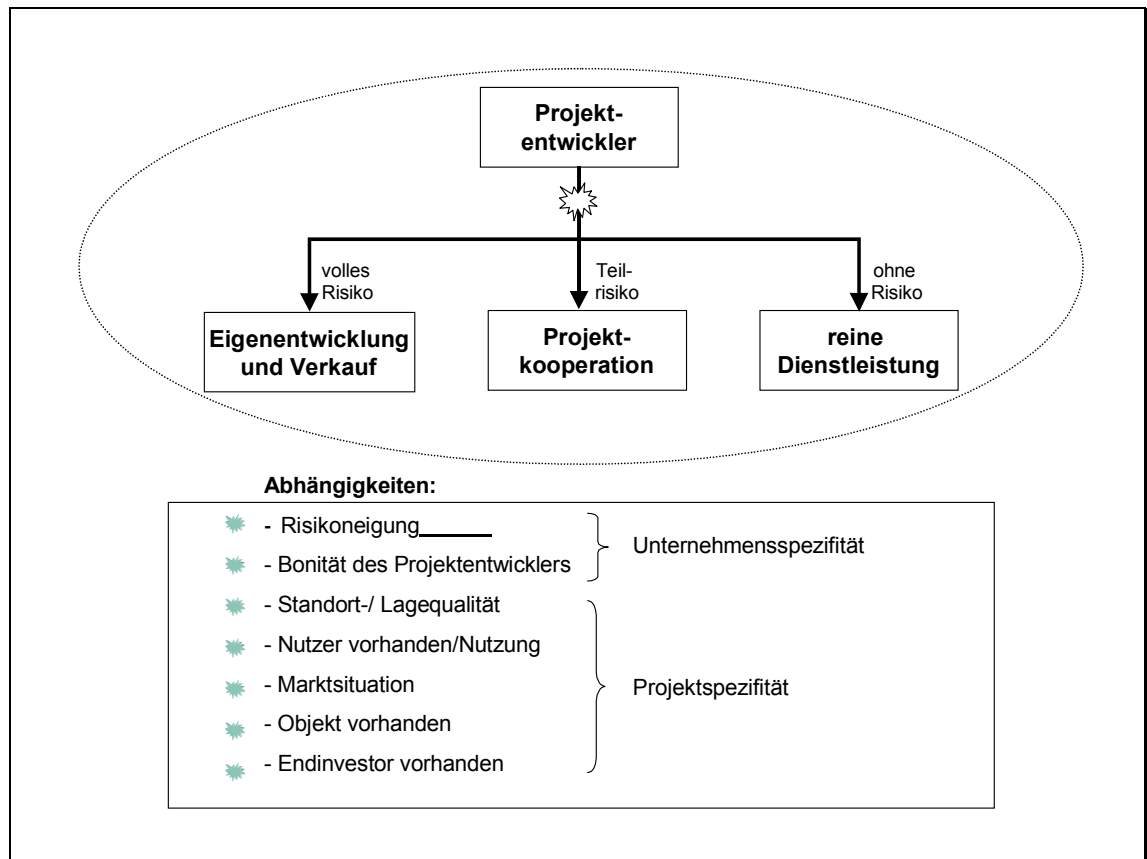 Projekt-
entwickler
volles
Risiko
Teil-
risiko
ohne
Risiko
Eigenentwicklung
und Verkauf
Projekt-
kooperation
reine
Dienstleistung
Abhängigkeiten:
- Risikoneigung
- Bonität des Projektentwicklers
Unternehmensspezifität
- Standort-/ Lagequalität
- Nutzer vorhanden/Nutzung
- Marktsituation
Projektspezifität
- Objekt vorhanden
- Endinvestor vorhanden